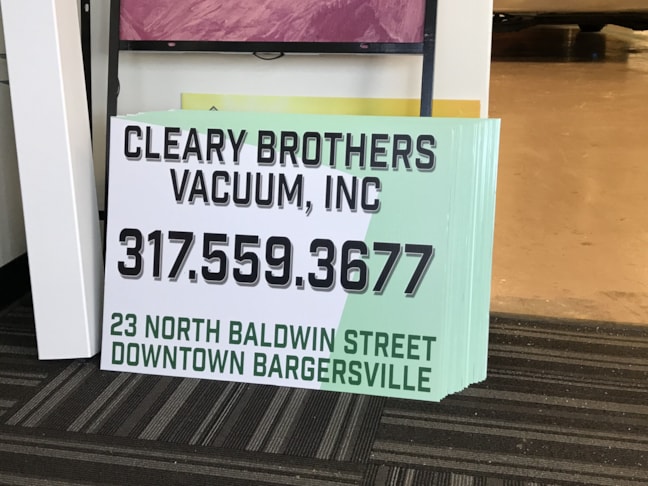 CLEARY BROTHERS
VACUUM, INC
317.559.3677
23 NORTH BALDWIN STREET
DOWNTOWN BARGERSVILLE